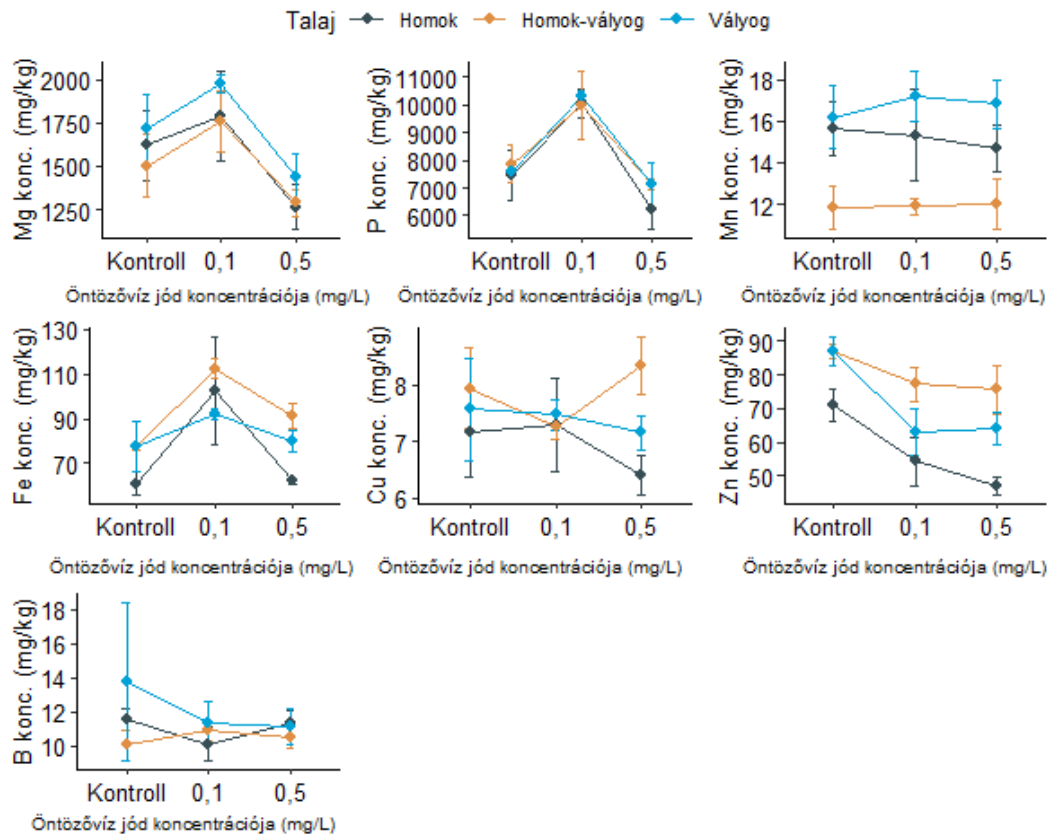 Talaj Homok Homok-vályog Vályog
Mg konc. (mg/kg)
2000
1750
1500
1250
Kontroll 0,1 0,5
Öntözővíz jód koncentrációja (mg/L)
P konc. (mg/kg)
11000
10000
9000
8000
7000
6000
Kontroll 0,1 0,5
Öntözővíz jód koncentrációja (mg/L)
Mn konc. (mg/kg)
18
16
14
12
Kontroll 0,1 0,5
Öntözővíz jód koncentrációja (mg/L)
Fe konc. (mg/kg)
130
110
90
70
Kontroll 0,1 0,5
Öntözővíz jód koncentrációja (mg/L)
Cu konc. (mg/kg)
8
7
6
Kontroll 0,1 0,5
Öntözővíz jód koncentrációja (mg/L)
Zn konc. (mg/kg)
90
80
70
60
50
Kontroll 0,1 0,5
Öntözővíz jód koncentrációja (mg/L)
B konc. (mg/kg)
18
16
14
12
10
Kontroll 0,1 0,5
Öntözővíz jód koncentrációja (mg/L)